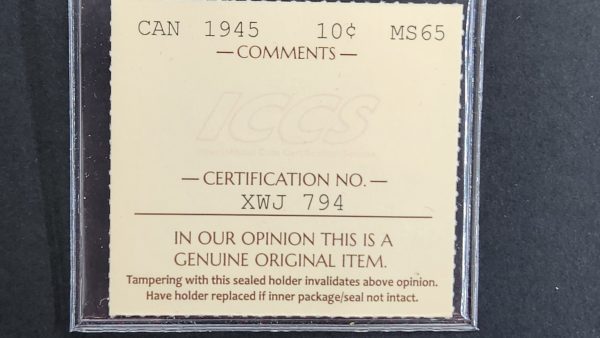 CAN 1945 10¢ MS65
— COMMENTS —
ICCS
— CERTIFICATION NO. —
XWJ 794
IN OUR OPINION THIS IS A
GENUINE ORIGINAL ITEM.
Tampering with this sealed holder invalidates above opinion.
Have holder replaced if inner package/seal not intact.